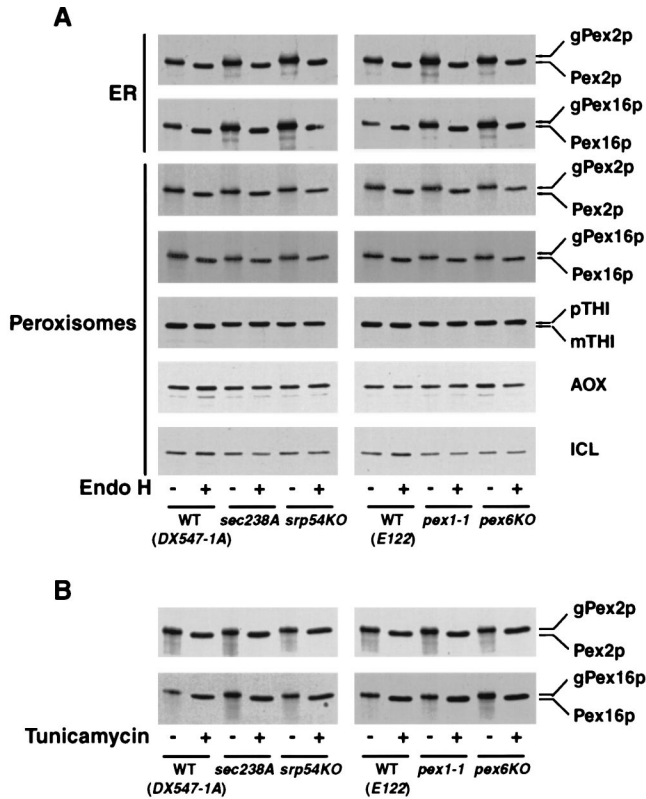 A
ER
gPex2p
Pex2p
gPex16p
Pex16p
Peroxisomes
gPex2p
Pex2p
gPex16p
Pex16p
pTHI
mTHI
AOX
ICL
Endo H - + - + - + - + - + - +
WT sec238A srp54KO WT pex1-1 pex6KO
(DX547-1A) (E122)
B
gPex2p
Pex2p
gPex16p
Pex16p
Tunicamycin - + - + - + - + - + - +
WT sec238A srp54KO WT pex1-1 pex6KO
(DX547-1A) (E122)